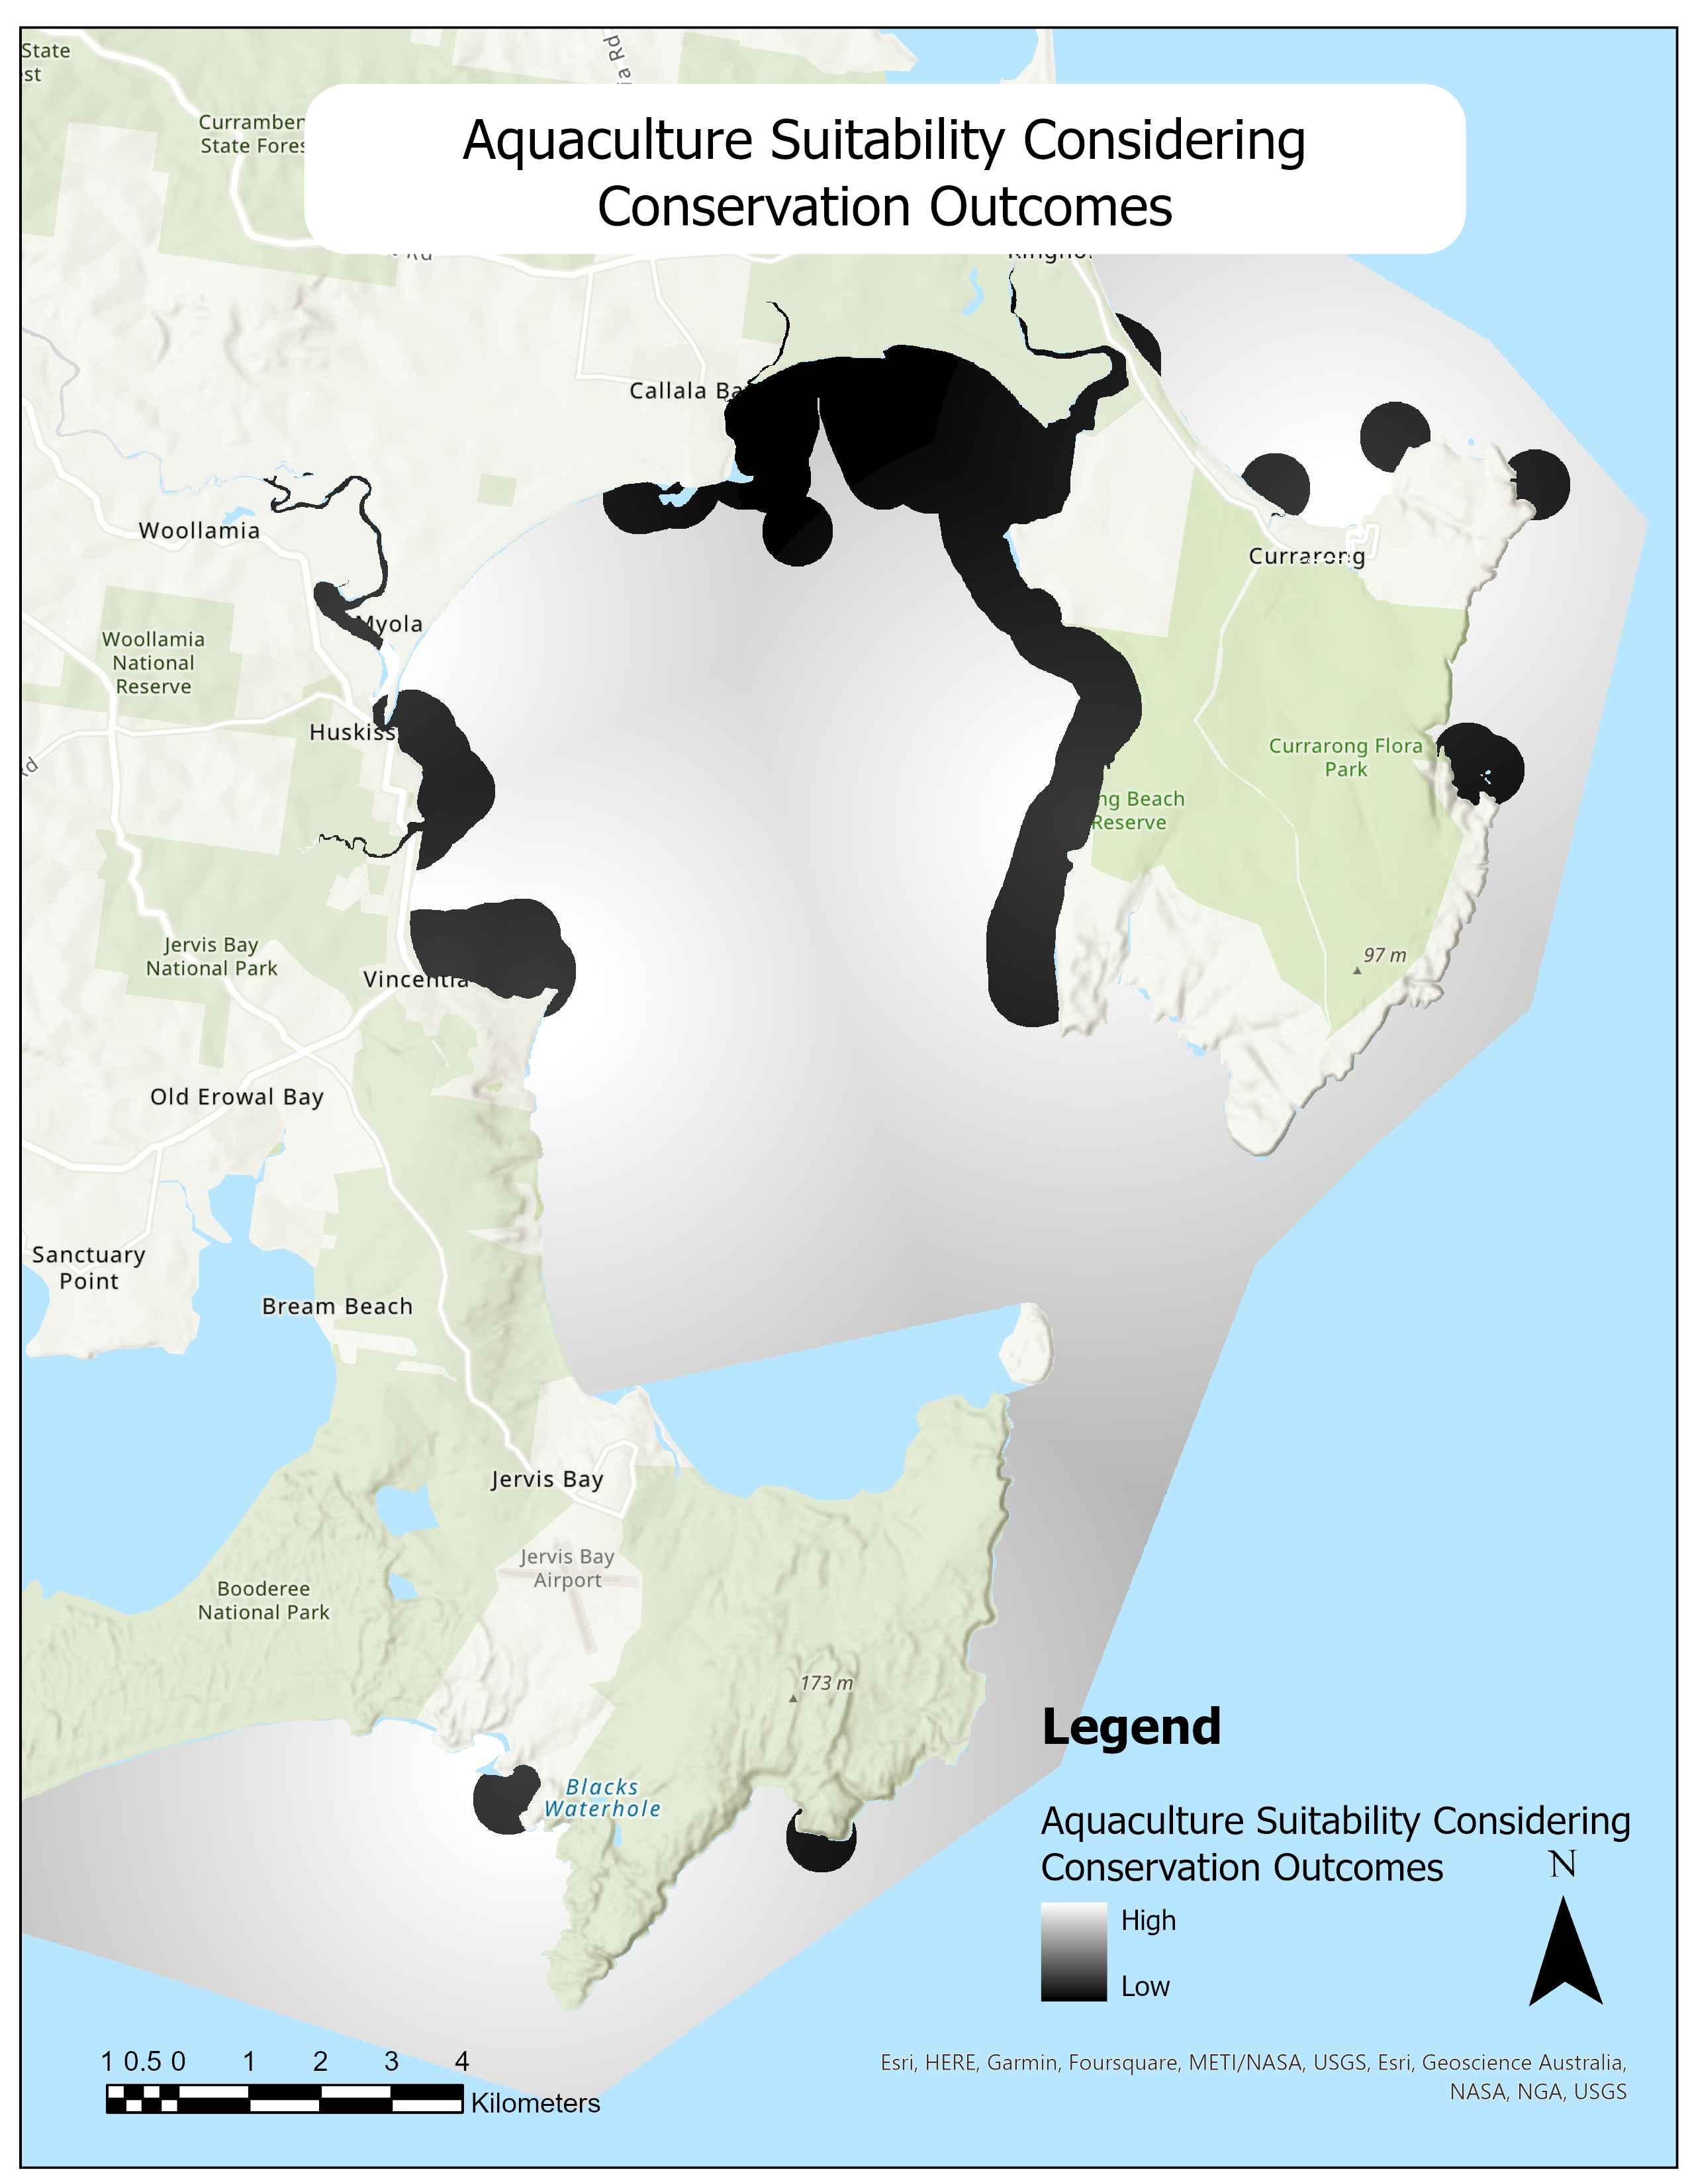 State
st
ia Rd
Curramben
State Fores
Aquaculture Suitability Considering
Conservation Outcomes
Rd
Callala Ba
Woollamia
Currarong
Myola
Woollamia
National
Reserve
Huskiss
Currarong Flora
Park
Rd
ng Beach
Reserve
Jervis Bay
National Park
97 m
Vincentia
Old Erowal Bay
Sanctuary
Point
Bream Beach
Jervis Bay
Jervis Bay
Airport
Booderee
National Park
173 m
Legend
Blacks
Waterhole
Aquaculture Suitability Considering
Conservation Outcomes
N
High
Low
1 0.5 0 1 2 3 4
Kilometers
Esri, HERE, Garmin, Foursquare, METI/NASA, USGS, Esri, Geoscience Australia,
NASA, NGA, USGS